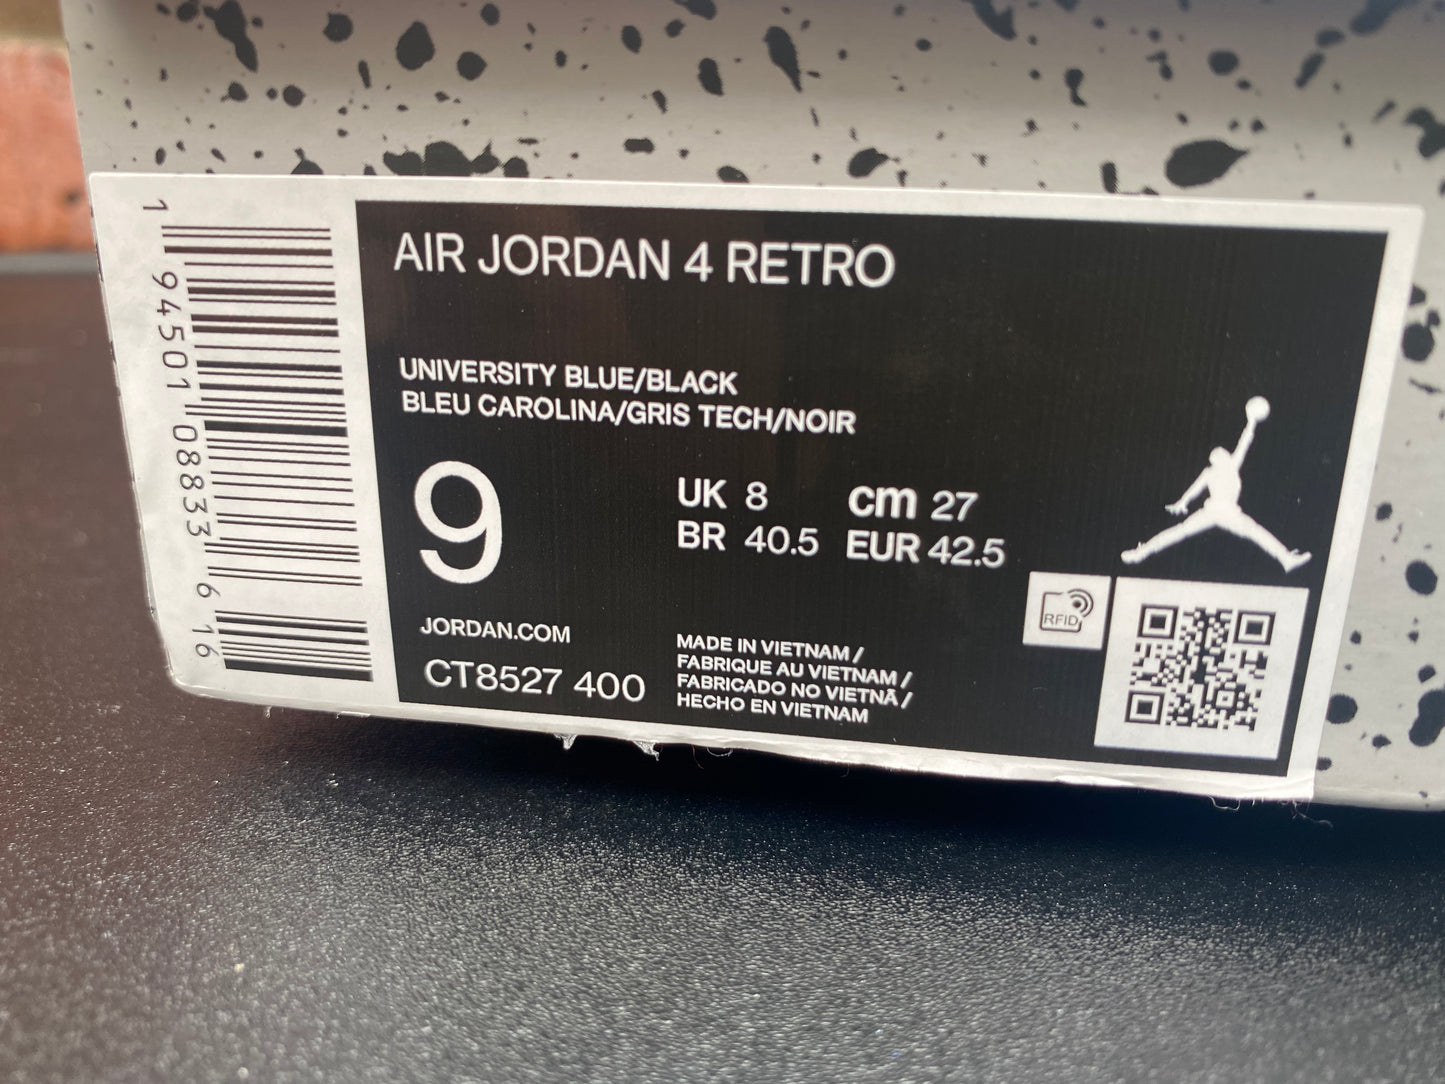 1 94501 08833 6 16
AIR JORDAN 4 RETRO
UNIVERSITY BLUE/BLACK
BLEU CAROLINA/GRIS TECH/NOIR
9
UK 8 cm 27
BR 40.5 EUR 42.5
JORDAN.COM
CT8527 400
MADE IN VIETNAM /
FABRIQUE AU VIETNAM /
FABRICADO NO VIETNÃ /
HECHO EN VIETNAM
RFID